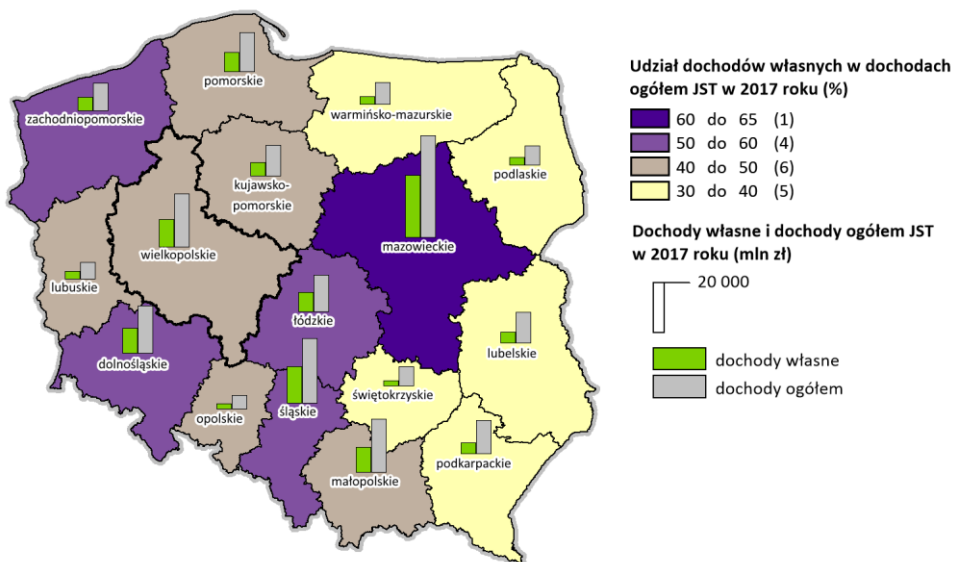 pomorskie
zachodniopomorskie
warmińsko-mazurskie
podlaskie
kujawsko-
pomorskie
mazowieckie
wielkopolskie
lubuskie
łódzkie
dolnośląskie
lubelskie
śląskie
świętokrzyskie
opolskie
małopolskie
podkarpackie
Udział dochodów własnych w dochodach
ogółem JST w 2017 roku (%)
60 do 65 (1)
50 do 60 (4)
40 do 50 (6)
30 do 40 (5)
Dochody własne i dochody ogółem JST
w 2017 roku (mln zł)
20 000
dochody własne
dochody ogółem